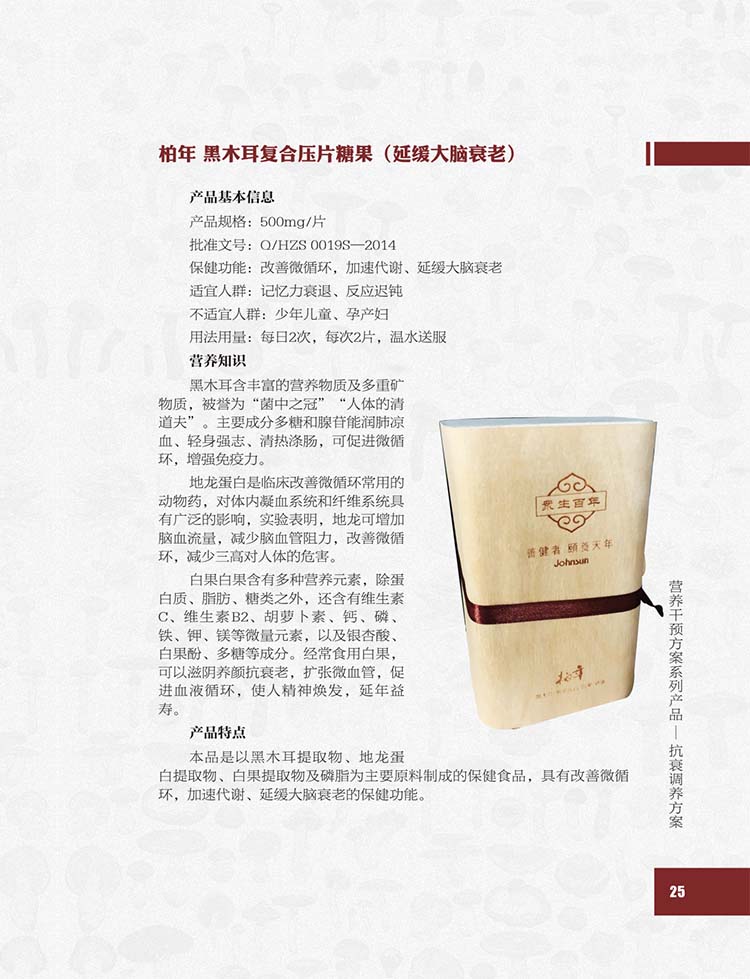 柏年 黑木耳复合压片糖果（延缓大脑衰老）
产品基本信息
产品规格：500mg/片
批准文号：Q/HZS 0019S—2014
保健功能：改善微循环，加速代谢、延缓大脑衰老
适宜人群：记忆力衰退、反应迟钝
不适宜人群：少年儿童、孕产妇
用法用量：每日2次，每次2片，温水送服
营养知识
黑木耳含丰富的营养物质及多重矿
物质，被誉为“菌中之冠”“人体的清
道夫”。主要成分多糖和腺苷能润肺凉
血、轻身强志、清热涤肠，可促进微循
环，增强免疫力。
地龙蛋白是临床改善微循环常用的
动物药，对体内凝血系统和纤维系统具
有广泛的影响，实验表明，地龙可增加
脑血流量，减少脑血管阻力，改善微循
环，减少三高对人体的危害。
白果白果含有多种营养元素，除蛋
白质、脂肪、糖类之外，还含有维生素
C、维生素B2、胡萝卜素、钙、磷、
铁、钾、镁等微量元素，以及银杏酸、
白果酚、多糖等成分。经常食用白果，
可以滋阴养颜抗衰老，扩张微血管，促
进血液循环，使人精神焕发，延年益
寿。
产品特点
本品是以黑木耳提取物、地龙蛋
白提取物、白果提取物及磷脂为主要原料制成的保健食品，具有改善微循
环，加速代谢、延缓大脑衰老的保健功能。
众生百年
善健者 頤養天年
Johnsun
柏年
营养干预方案系列产品—抗衰调养方案
25